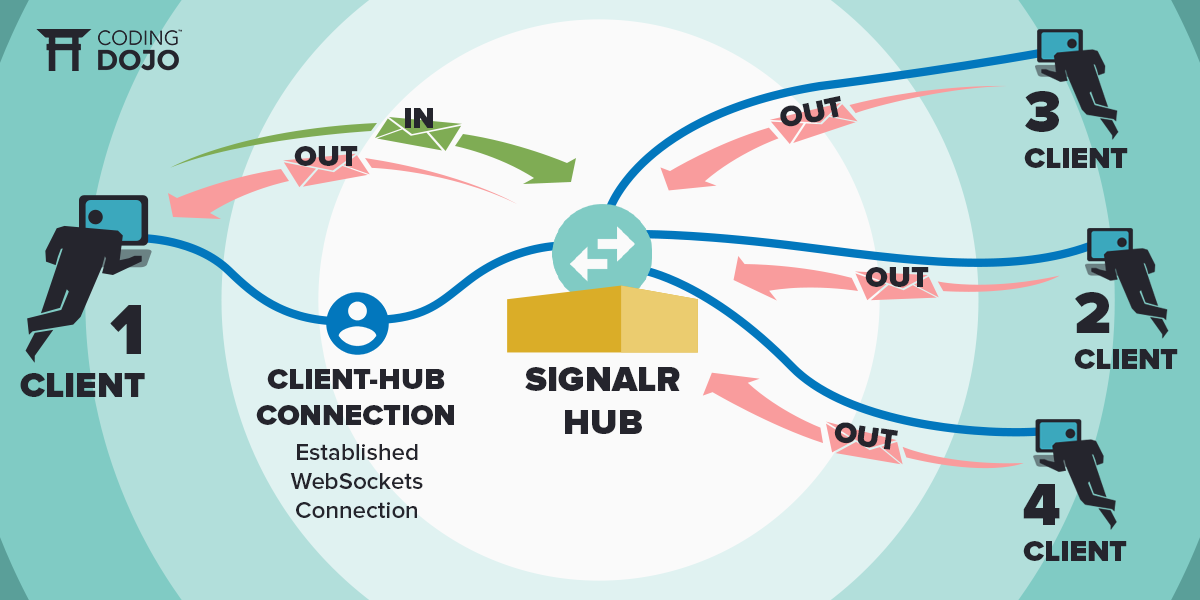 CODING™
DOJO
IN
OUT
OUT
OUT
OUT
1
CLIENT
CLIENT-HUB
CONNECTION
Established
WebSockets
Connection
SIGNALR
HUB
3
CLIENT
2
CLIENT
4
CLIENT